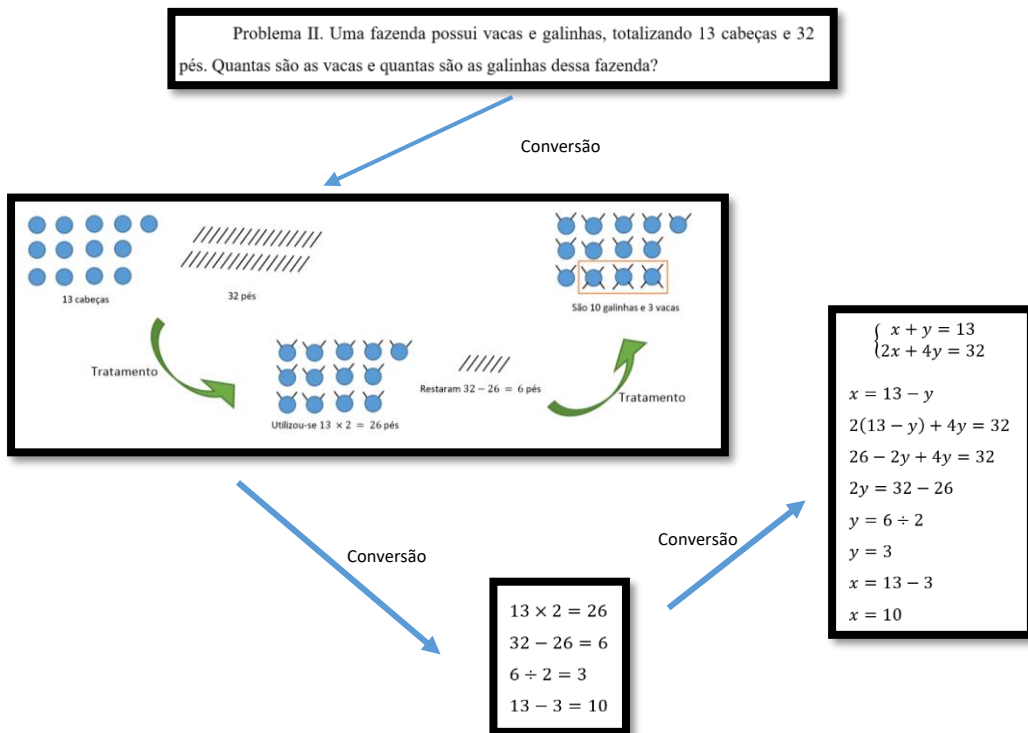 Problema II. Uma fazenda possui vacas e galinhas, totalizando 13 cabeças e 32
pés. Quantas são as vacas e quantas são as galinhas dessa fazenda?
Conversão
13 cabeças
32 pés
São 10 galinhas e 3 vacas
Tratamento
Utilizou-se 13 × 2 = 26 pés
Restaram 32 − 26 = 6 pés
Tratamento
Conversão
13 × 2 = 26
32 − 26 = 6
6 ÷ 2 = 3
13 − 3 = 10
Conversão
{ x + y = 13
2x + 4y = 32
x = 13 − y
2(13 − y) + 4y = 32
26 − 2y + 4y = 32
2y = 32 − 26
y = 6 ÷ 2
y = 3
x = 13 − 3
x = 10